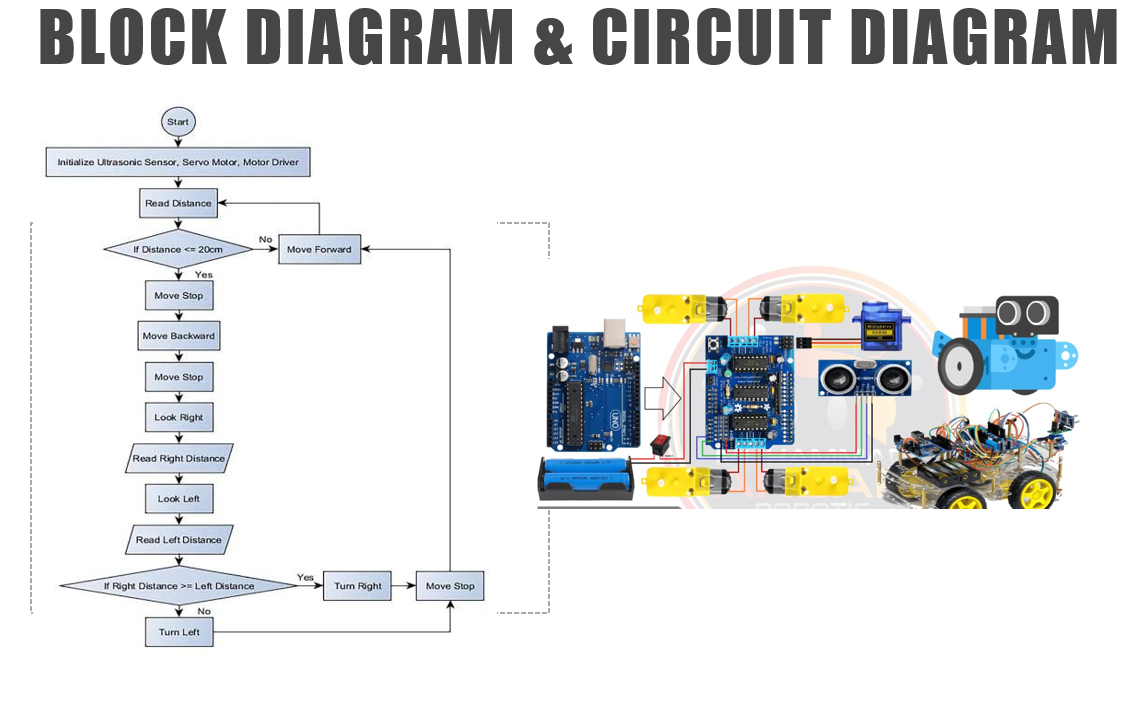 BLOCK DIAGRAM & CIRCUIT DIAGRAM
Start
Initialize Ultrasonic Sensor, Servo Motor, Motor Driver
Read Distance
If Distance <= 20cm
No
Move Forward
Yes
Move Stop
Move Backward
Move Stop
Look Right
Read Right Distance
Look Left
Read Left Distance
If Right Distance >= Left Distance
Yes
Turn Right
Move Stop
No
Turn Left
UNO
ROBOTIC